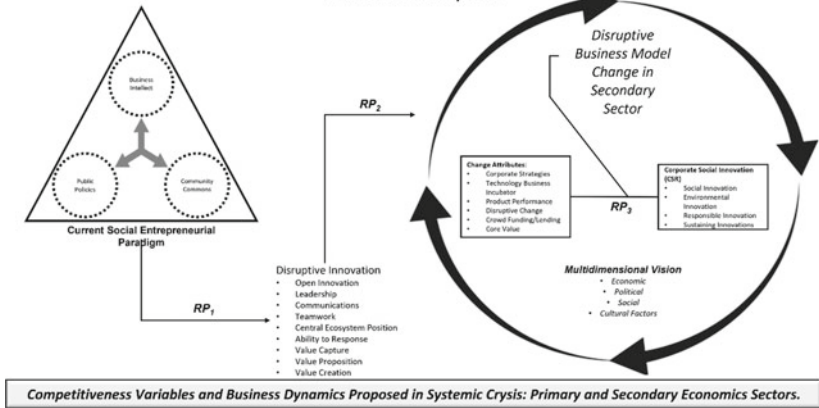 Disruptive
Business Model
Change in
Secondary
Sector
Business
Intellect
RP2
Public
Policies
Community
Commons
Change Attributes:
• Corporate Strategies
• Technology Business
Incubator
• Product Performance
• Disruptive Change
• Crowd Funding/Lending
• Core Value
RP3
Corporate Social Innovation
(CSR)
• Social Innovation
• Environmental
Innovation
• Responsible Innovation
• Sustaining Innovations
Current Social Entrepreneurial
Paradigm
RP1
Disruptive Innovation
• Open Innovation
• Leadership
• Communications
• Teamwork
• Central Ecosystem Position
• Ability to Response
• Value Capture
• Value Proposition
• Value Creation
Multidimensional Vision
• Economic
• Political
• Social
• Cultural Factors
Competitiveness Variables and Business Dynamics Proposed in Systemic Crysis: Primary and Secondary Economics Sectors.